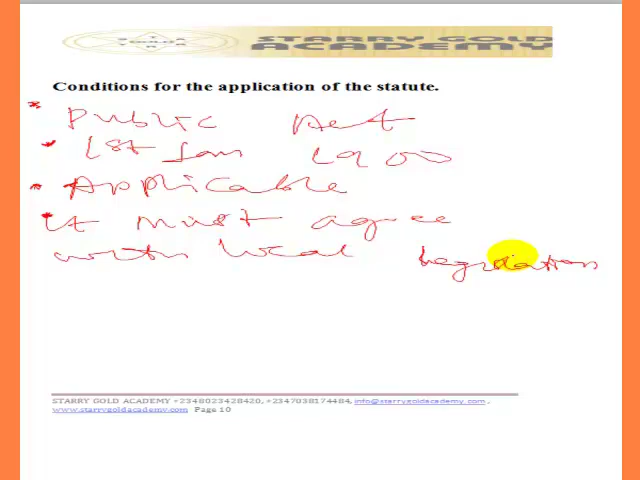 STARRY GOLD
ACADEMY
Conditions for the application of the statute.
* Public Act
* 1st Jan 1900
* Applicable
* It must agree
with local legislation
STARRY GOLD ACADEMY +2348023428420, +2347038174484, info@starrygoldacademy.com ,
www.starrygoldacademy.com Page 10